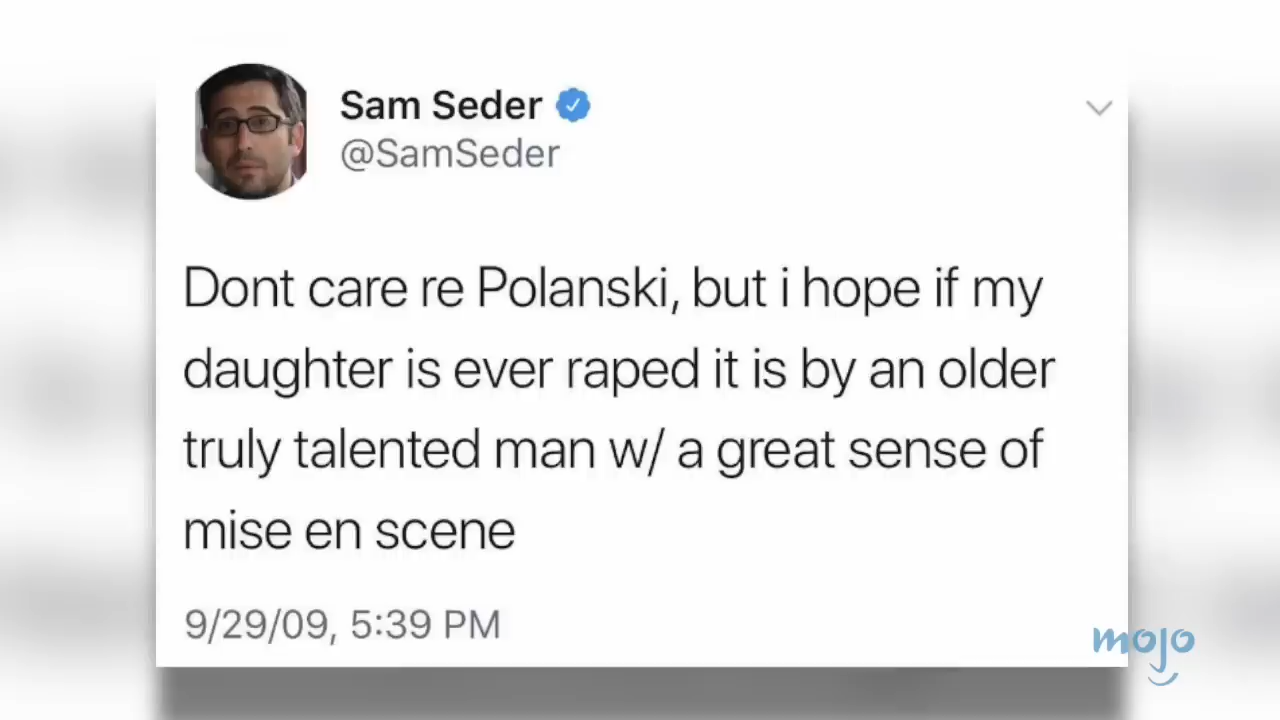 Sam Seder
@SamSeder
Dont care re Polanski, but i hope if my
daughter is ever raped it is by an older
truly talented man w/ a great sense of
mise en scene
9/29/09, 5:39 PM
mojo